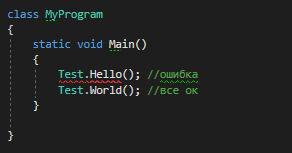 class MyProgram
{
static void Main()
{
Test.Hello(); //ошибка
Test.World(); //все ок
}
}